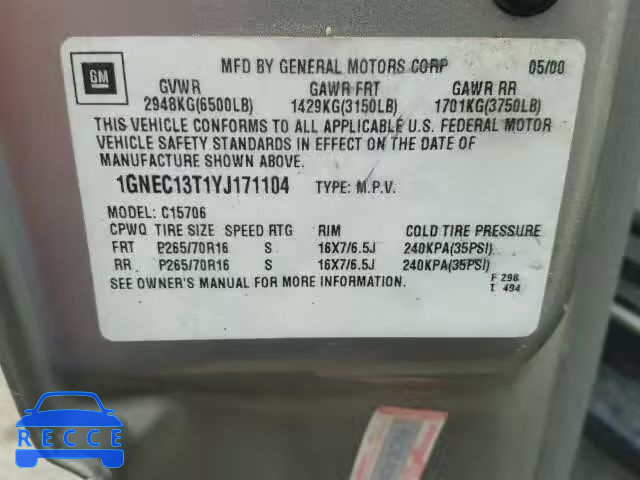 GM
MFD BY GENERAL MOTORS CORP 05/00
GVWR GAWR FRT GAWR RR
2948KG(6500LB) 1429KG(3150LB) 1701KG(3750LB)
THIS VEHICLE CONFORMS TO ALL APPLICABLE U.S. FEDERAL MOTOR
VEHICLE SAFETY STANDARDS IN EFFECT ON THE DATE OF
MANUFACTURE SHOWN ABOVE.
1GNEC13T1YJ171104 TYPE: M.P.V.
MODEL: C15706
CPWQ TIRE SIZE SPEED RTG RIM COLD TIRE PRESSURE
FRT P265/70R16 S 16X7/6.5J 240KPA(35PSI)
RR P265/70R16 S 16X7/6.5J 240KPA(35PSI)
SEE OWNER'S MANUAL FOR MORE INFORMATION.
F 298
T 494
RECCE